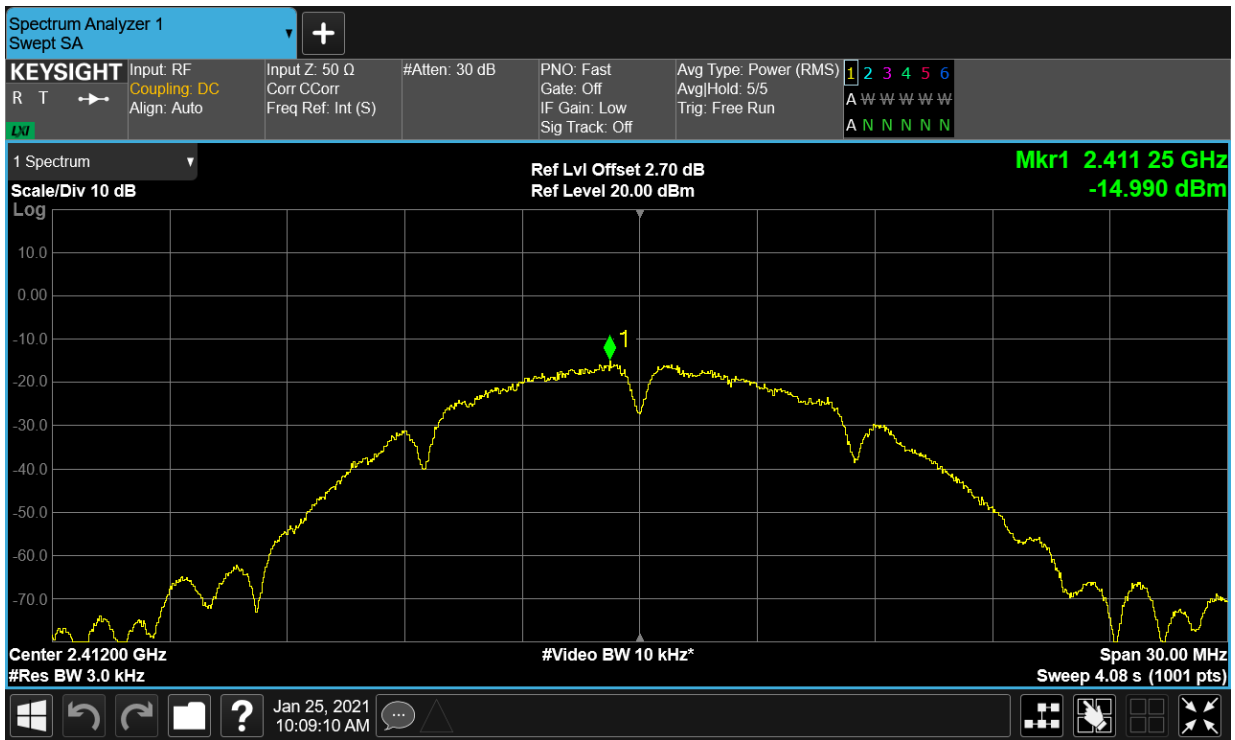 Spectrum Analyzer 1
Swept SA
+
KEYSIGHT
R T
LXI
Input: RF
Coupling: DC
Align: Auto
Input Z: 50 Ω
Corr CCorr
Freq Ref: Int (S)
#Atten: 30 dB
PNO: Fast
Gate: Off
IF Gain: Low
Sig Track: Off
Avg Type: Power (RMS)
Avg|Hold: 5/5
Trig: Free Run
1 2 3 4 5 6
A W W W W W
A N N N N N
1 Spectrum
Scale/Div 10 dB
Log
Ref Lvl Offset 2.70 dB
Ref Level 20.00 dBm
Mkr1 2.411 25 GHz
-14.990 dBm
10.0
0.00
-10.0
-20.0
-30.0
-40.0
-50.0
-60.0
-70.0
1
Center 2.41200 GHz
#Res BW 3.0 kHz
#Video BW 10 kHz*
Span 30.00 MHz
Sweep 4.08 s (1001 pts)
?
Jan 25, 2021
10:09:10 AM